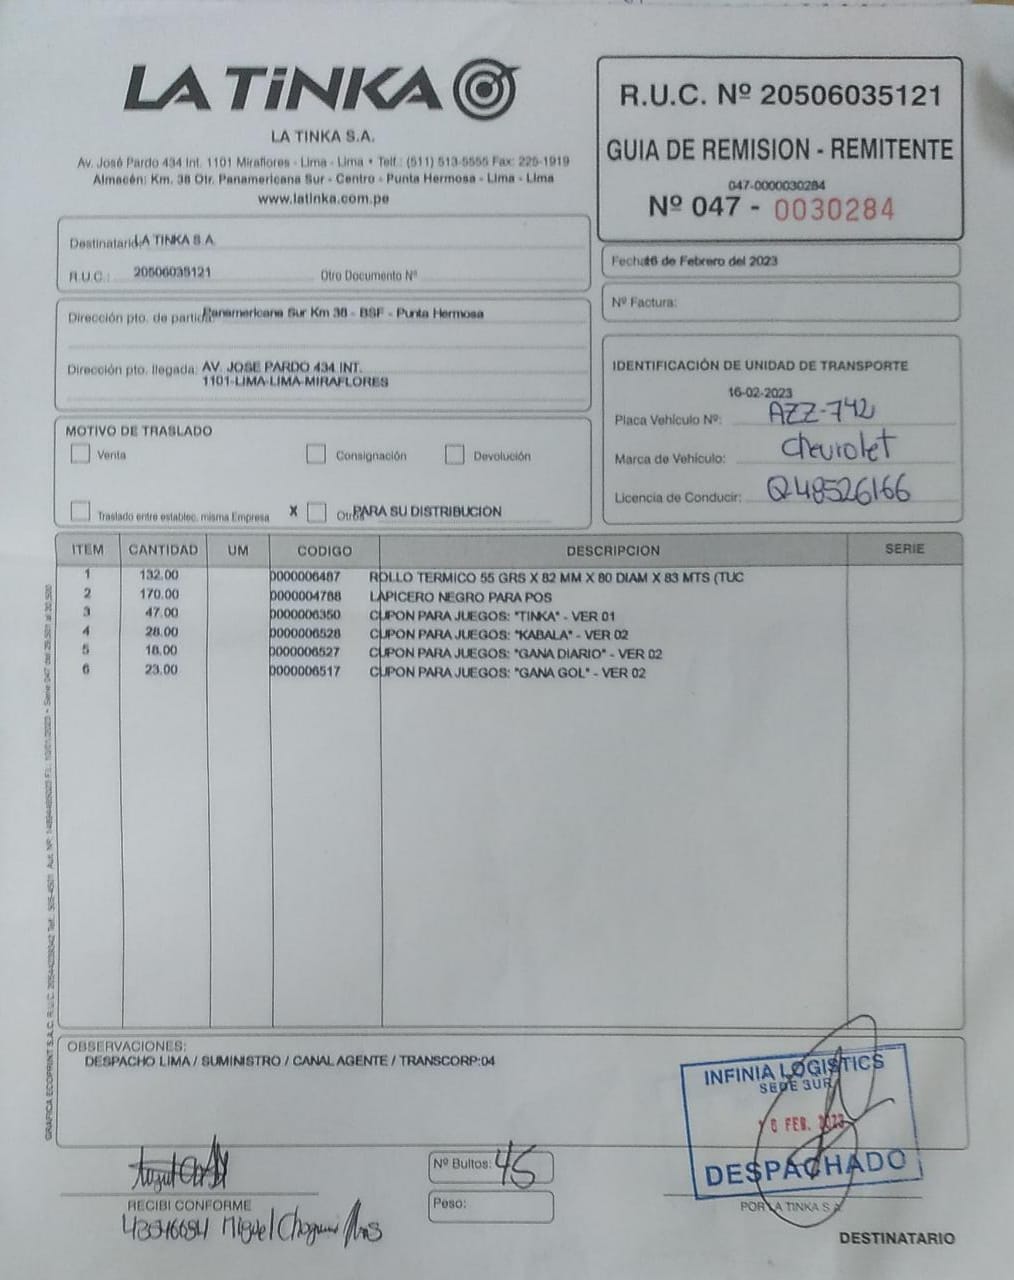 LA TiNKA
LA TINKA S.A.
Av. José Pardo 434 Int. 1101 Miraflores - Lima - Lima • Telf.: (511) 513-5555 Fax: 225-1919
Almacén: Km. 38 Otr. Panamericana Sur - Centro - Punta Hermosa - Lima - Lima
www.latinka.com.pe
R.U.C. Nº 20506035121
GUIA DE REMISION - REMITENTE
047-0000030284
Nº 047 - 0030284
Destinatario: LA TINKA S.A.
R.U.C.: 20506035121 Otro Documento Nº
Fecha: 16 de Febrero del 2023
Nº Factura:
Dirección pto. de partida: Panamericana Sur Km 38 - BSF - Punta Hermosa
Dirección pto. llegada: AV. JOSE PARDO 434 INT.
1101-LIMA-LIMA-MIRAFLORES
IDENTIFICACIÓN DE UNIDAD DE TRANSPORTE
16-02-2023
Placa Vehículo Nº: AZZ-742
Marca de Vehículo: Chevrolet
Licencia de Conducir: Q48526166
MOTIVO DE TRASLADO
Venta Consignación Devolución
Traslado entre establec. misma Empresa X Otros PARA SU DISTRIBUCION
ITEM CANTIDAD UM CODIGO DESCRIPCION SERIE
1 132.00 0000006487 ROLLO TERMICO 55 GRS X 82 MM X 80 DIAM X 83 MTS (TUC
2 170.00 0000004788 LAPICERO NEGRO PARA POS
3 47.00 0000006350 CUPON PARA JUEGOS: "TINKA" - VER 01
4 28.00 0000006528 CUPON PARA JUEGOS: "KABALA" - VER 02
5 18.00 0000006527 CUPON PARA JUEGOS: "GANA DIARIO" - VER 02
6 23.00 0000006517 CUPON PARA JUEGOS: "GANA GOL" - VER 02
OBSERVACIONES:
DESPACHO LIMA / SUMINISTRO / CANAL AGENTE / TRANSCORP:04
INFINIA LOGISTICS
SEDE SUR
16 FEB. 2023
DESPACHADO
Nº Bultos: 45
Peso:
RECIBI CONFORME
Miguel
POR LA TINKA S.A.
DESTINATARIO
GRAFICA ECOPRINT S.A.C. R.U.C.